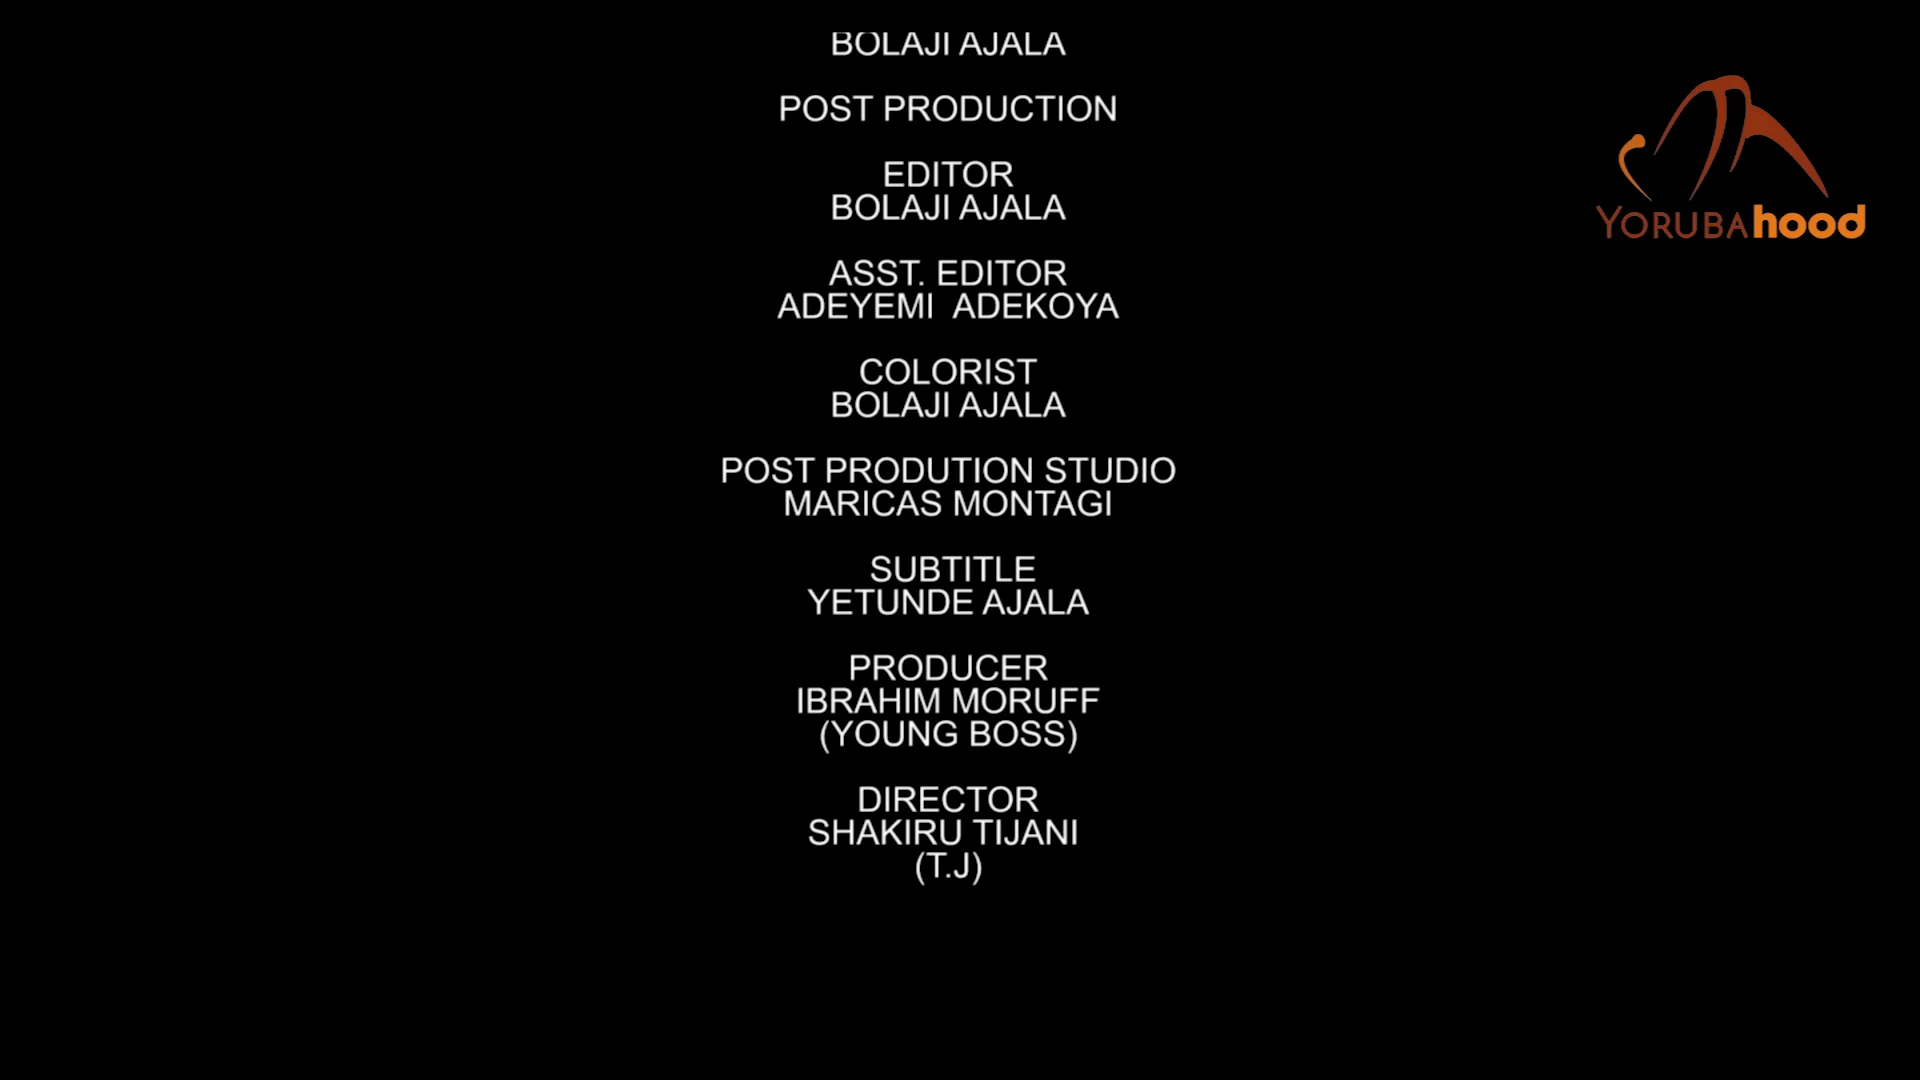 BOLAJI AJALA
POST PRODUCTION
EDITOR
BOLAJI AJALA
ASST. EDITOR
ADEYEMI  ADEKOYA
COLORIST
BOLAJI AJALA
POST PRODUTION STUDIO
MARICAS MONTAGI
SUBTITLE
YETUNDE AJALA
PRODUCER
IBRAHIM MORUFF
(YOUNG BOSS)
DIRECTOR
SHAKIRU TIJANI
(T.J)
YORUBAhood